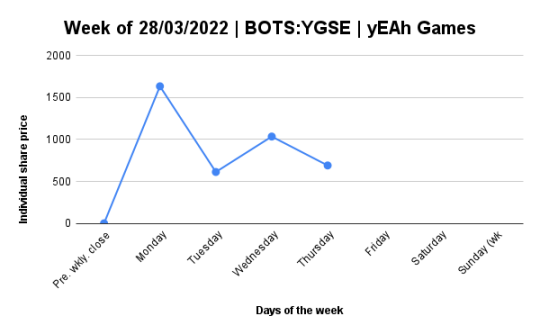 Week of 28/03/2022 | BOTS:YGSE | yEAh Games
Individual share price
2000
1500
1000
500
0
Pre. wkly. close
Monday
Tuesday
Wednesday
Thursday
Friday
Saturday
Sunday (wk
Days of the week